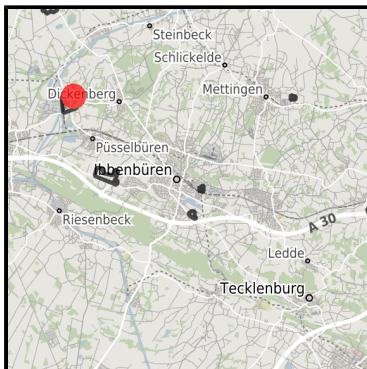 Steinbeck
Schlickelde
Dickenberg
Mettingen
Püsselbüren
Ibbenbüren
Riesenbeck
A 30
Ledde
Tecklenburg